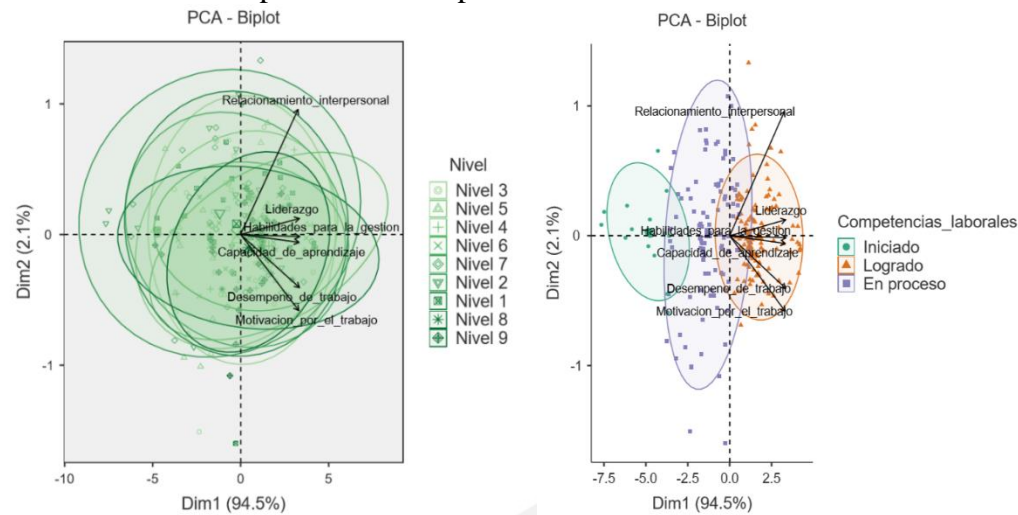 PCA - Biplot
Relacionamiento_interpersonal
Liderazgo
Habilidades_para_la_gestion
Capacidad_de_aprendizaje
Desempeno_de_trabajo
Motivacion_por_el_trabajo
Dim2 (2.1%)
1
0
-1
-10
-5
0
5
Dim1 (94.5%)
Nivel
Nivel 3
Nivel 5
Nivel 4
Nivel 6
Nivel 7
Nivel 2
Nivel 1
Nivel 8
Nivel 9
PCA - Biplot
Relacionamiento_interpersonal
Liderazgo
Habilidades_para_la_gestion
Capacidad_de_aprendizaje
Desempeno_de_trabajo
Motivacion_por_el_trabajo
Dim2 (2.1%)
1
0
-1
-7.5
-5.0
-2.5
0.0
2.5
Dim1 (94.5%)
Competencias_laborales
Iniciado
Logrado
En proceso